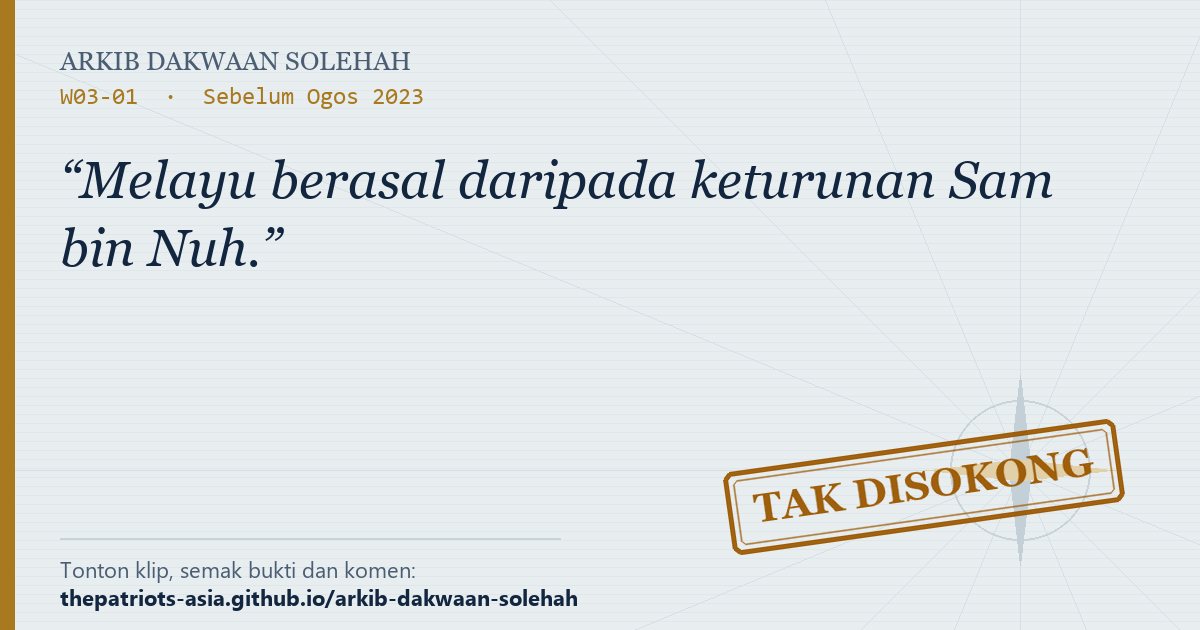 ARKIB DAKWAAN SOLEHAH
W03-01 · Sebelum Ogos 2023
“Melayu berasal daripada keturunan Sam
bin Nuh.”
TAK DISOKONG
Tonton klip, semak bukti dan komen:
thepatriots-asia.github.io/arkib-dakwaan-solehah